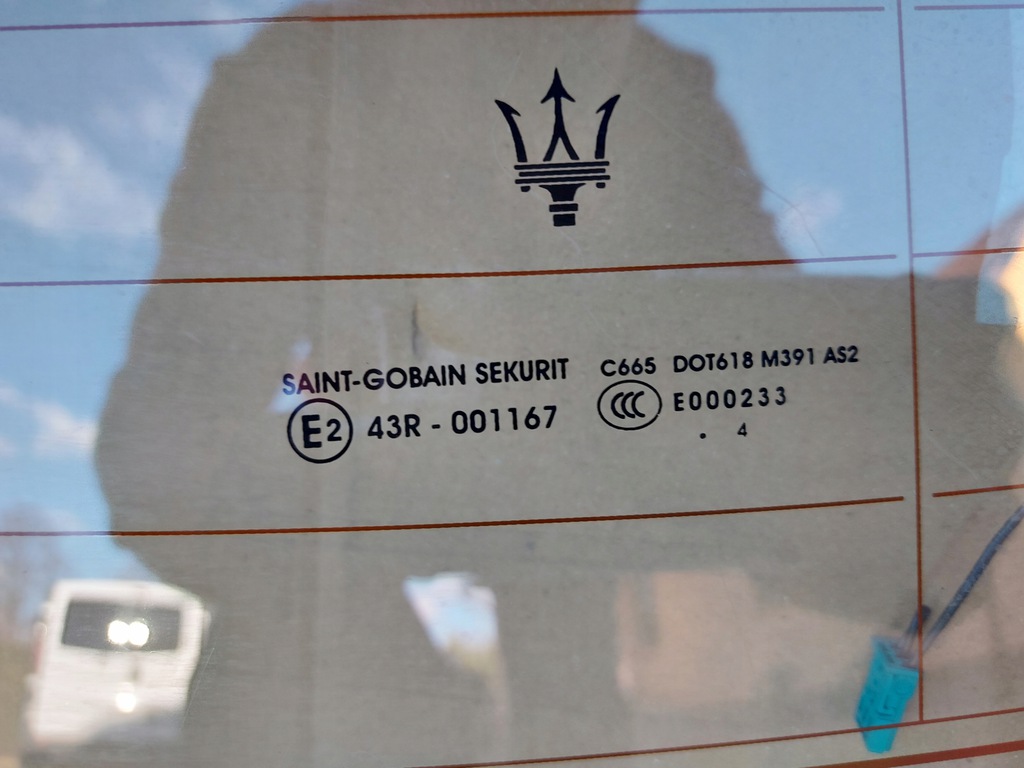 SAINT-GOBAIN SEKURIT
E2 43R - 001167
C665 DOT618 M391 AS2
CCC E000233
. 4